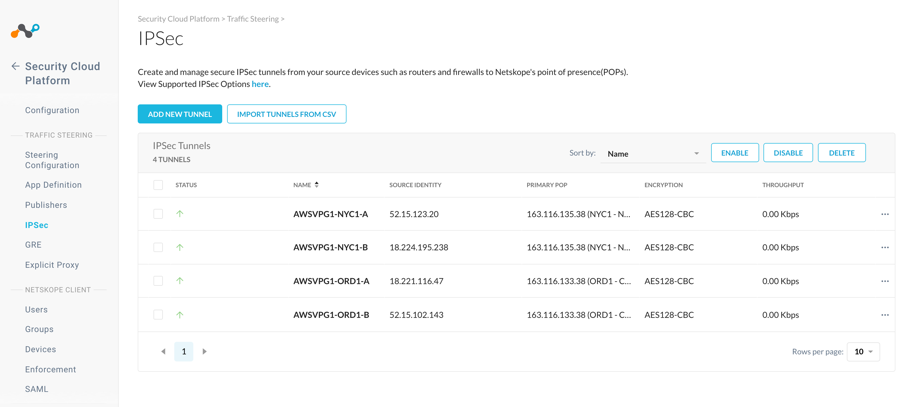 Security Cloud Platform > Traffic Steering >
IPSec
Create and manage secure IPSec tunnels from your source devices such as routers and firewalls to Netskope's point of presence(POPs).
View Supported IPSec Options here.
ADD NEW TUNNEL IMPORT TUNNELS FROM CSV
Security Cloud
Platform
Configuration
TRAFFIC STEERING
Steering
Configuration
App Definition
Publishers
IPSec
GRE
Explicit Proxy
NETSKOPE CLIENT
Users
Groups
Devices
Enforcement
SAML
IPSec Tunnels
4 TUNNELS
Sort by: Name ENABLE DISABLE DELETE
STATUS NAME SOURCE IDENTITY PRIMARY POP ENCRYPTION THROUGHPUT
AWSVPG1-NYC1-A 52.15.123.20 163.116.135.38 (NYC1 - N... AES128-CBC 0.00 Kbps ...
AWSVPG1-NYC1-B 18.224.195.238 163.116.135.38 (NYC1 - N... AES128-CBC 0.00 Kbps ...
AWSVPG1-ORD1-A 18.221.116.47 163.116.133.38 (ORD1 - C... AES128-CBC 0.00 Kbps ...
AWSVPG1-ORD1-B 52.15.102.143 163.116.133.38 (ORD1 - C... AES128-CBC 0.00 Kbps ...
1
Rows per page: 10